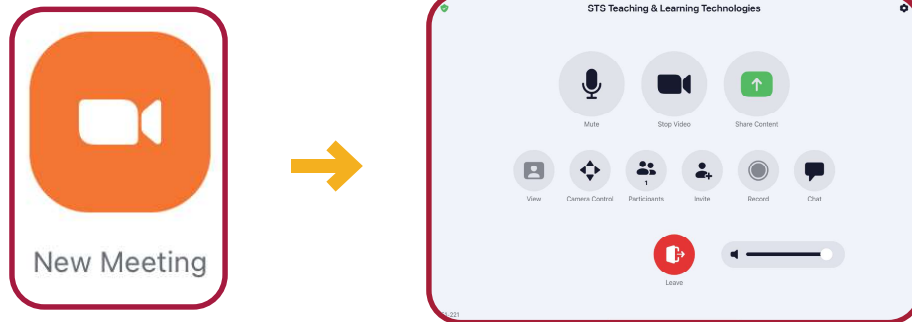 New Meeting
STS Teaching & Learning Technologies
Mute Stop Video Share Content
1
View Camera Control Participants Invite Record Chat
Leave